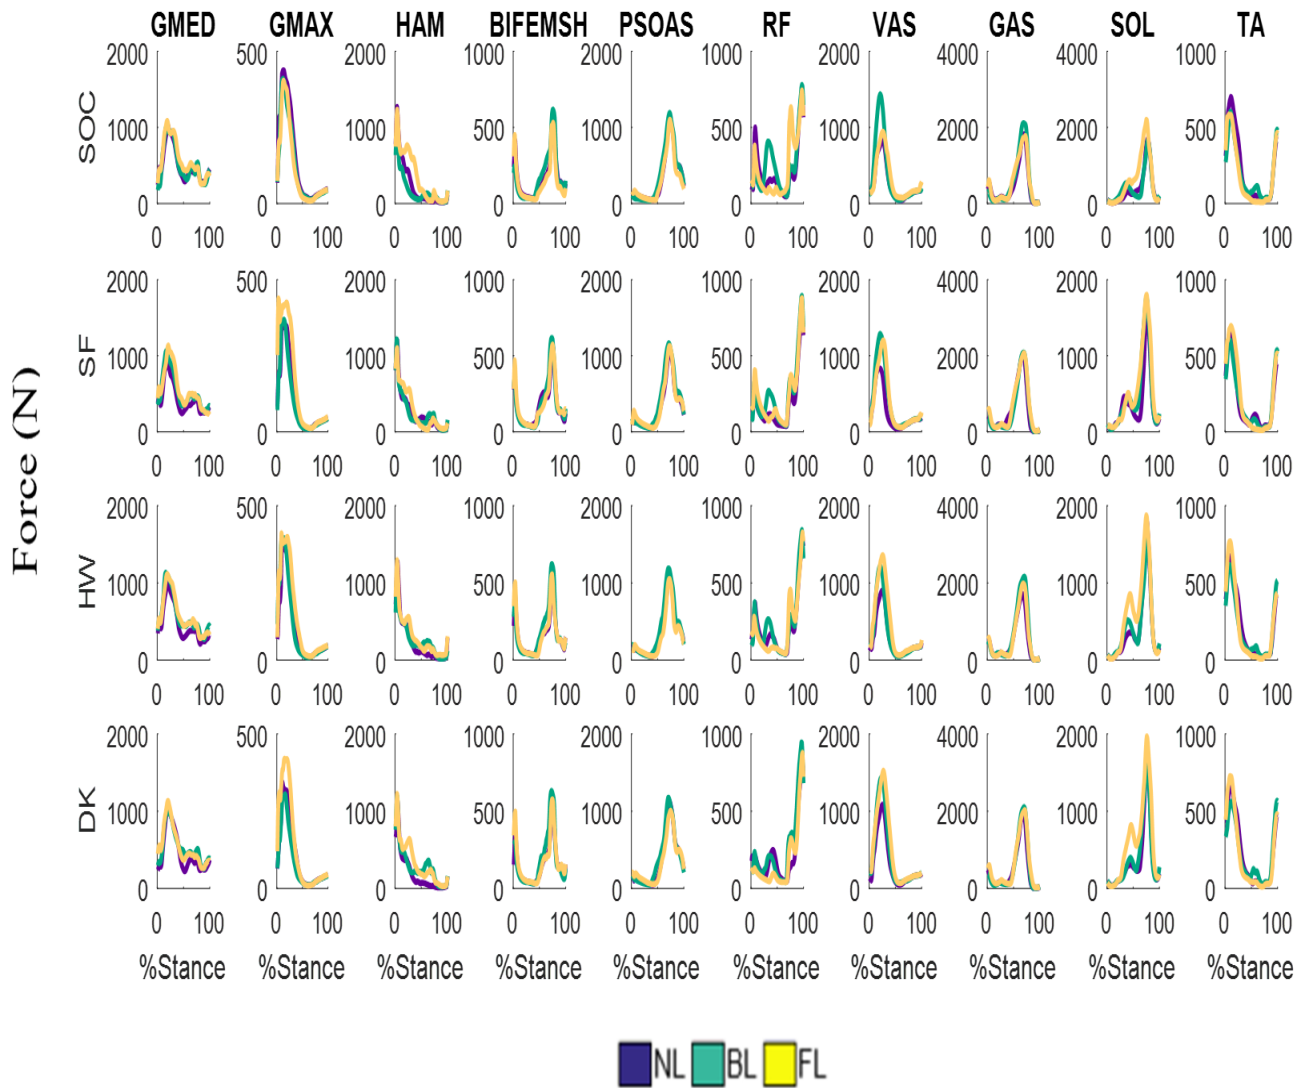 GMED GMAX HAM BIFEMSH PSOAS RF VAS GAS SOL TA
Force (N)
SOC
2000 500 2000 1000 2000 1000 2000 4000 2000 1000
1000 1000 500 1000 500 1000 2000 1000 500
0 0 0 0 0 0 0 0 0 0
0 100 0 100 0 100 0 100 0 100 0 100 0 100 0 100 0 100 0 100
SF
2000 500 2000 1000 2000 1000 2000 4000 2000 1000
1000 1000 500 1000 500 1000 2000 1000 500
0 0 0 0 0 0 0 0 0 0
0 100 0 100 0 100 0 100 0 100 0 100 0 100 0 100 0 100 0 100
HW
2000 500 2000 1000 2000 1000 2000 4000 2000 1000
1000 1000 500 1000 500 1000 2000 1000 500
0 0 0 0 0 0 0 0 0 0
0 100 0 100 0 100 0 100 0 100 0 100 0 100 0 100 0 100 0 100
DK
2000 500 2000 1000 2000 1000 2000 4000 2000 1000
1000 1000 500 1000 500 1000 2000 1000 500
0 0 0 0 0 0 0 0 0 0
0 100 0 100 0 100 0 100 0 100 0 100 0 100 0 100 0 100 0 100
%Stance %Stance %Stance %Stance %Stance %Stance %Stance %Stance %Stance %Stance
NL BL FL